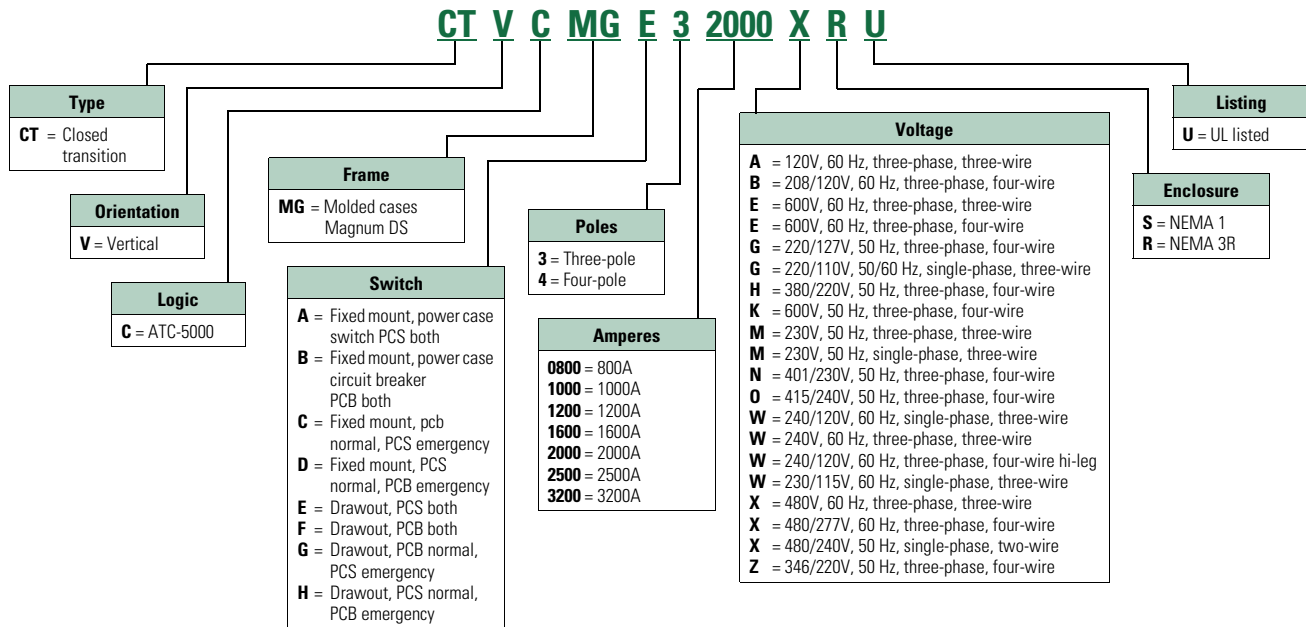 CT V C MG E 3 2000 X R U
Type
CT = Closed
transition
Orientation
V = Vertical
Logic
C = ATC-5000
Frame
MG = Molded cases
Magnum DS
Switch
A = Fixed mount, power case
switch PCS both
B = Fixed mount, power case
circuit breaker
PCB both
C = Fixed mount, pcb
normal, PCS emergency
D = Fixed mount, PCS
normal, PCB emergency
E = Drawout, PCS both
F = Drawout, PCB both
G = Drawout, PCB normal,
PCS emergency
H = Drawout, PCS normal,
PCB emergency
Poles
3 = Three-pole
4 = Four-pole
Amperes
0800 = 800A
1000 = 1000A
1200 = 1200A
1600 = 1600A
2000 = 2000A
2500 = 2500A
3200 = 3200A
Voltage
A = 120V, 60 Hz, three-phase, three-wire
B = 208/120V, 60 Hz, three-phase, four-wire
E = 600V, 60 Hz, three-phase, three-wire
E = 600V, 60 Hz, three-phase, four-wire
G = 220/127V, 50 Hz, three-phase, four-wire
G = 220/110V, 50/60 Hz, single-phase, three-wire
H = 380/220V, 50 Hz, three-phase, four-wire
K = 600V, 50 Hz, three-phase, four-wire
M = 230V, 50 Hz, three-phase, three-wire
M = 230V, 50 Hz, single-phase, three-wire
N = 401/230V, 50 Hz, three-phase, four-wire
O = 415/240V, 50 Hz, three-phase, four-wire
W = 240/120V, 60 Hz, single-phase, three-wire
W = 240V, 60 Hz, three-phase, three-wire
W = 240/120V, 60 Hz, three-phase, four-wire hi-leg
W = 230/115V, 60 Hz, single-phase, three-wire
X = 480V, 60 Hz, three-phase, three-wire
X = 480/277V, 60 Hz, three-phase, four-wire
X = 480/240V, 50 Hz, single-phase, two-wire
Z = 346/220V, 50 Hz, three-phase, four-wire
Enclosure
S = NEMA 1
R = NEMA 3R
Listing
U = UL listed